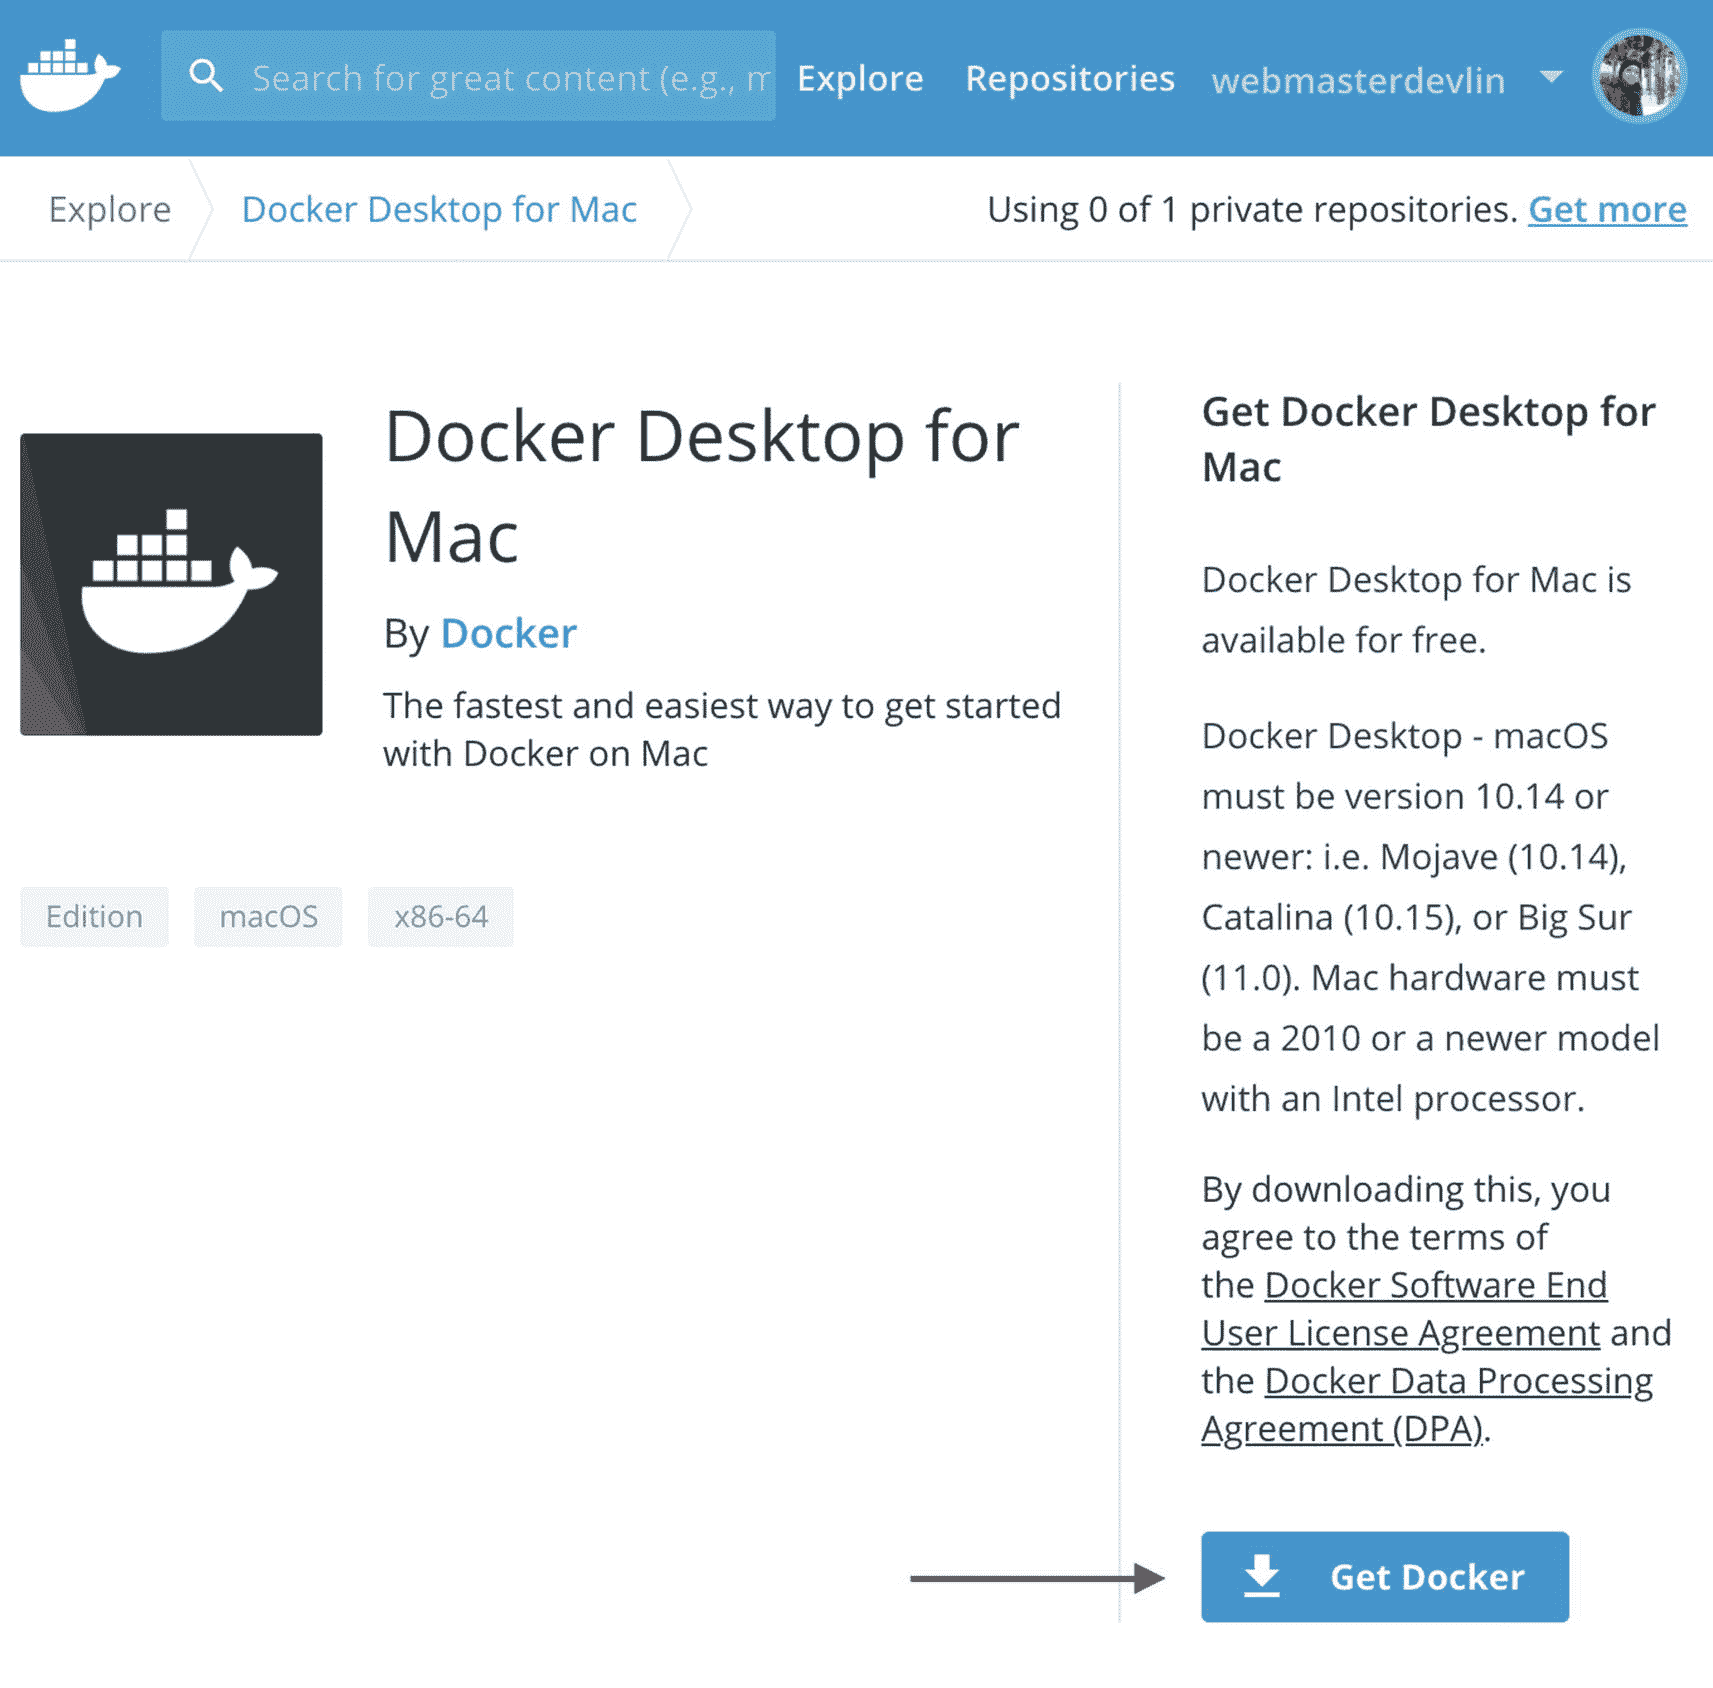 Search for great content (e.g., m
Explore
Repositories
webmasterdevlin
Explore
Docker Desktop for Mac
Using 0 of 1 private repositories. Get more
Docker Desktop for
Mac
By Docker
The fastest and easiest way to get started
with Docker on Mac
Edition
macOS
x86-64
Get Docker Desktop for
Mac
Docker Desktop for Mac is
available for free.
Docker Desktop - macOS
must be version 10.14 or
newer: i.e. Mojave (10.14),
Catalina (10.15), or Big Sur
(11.0). Mac hardware must
be a 2010 or a newer model
with an Intel processor.
By downloading this, you
agree to the terms of
the Docker Software End
User License Agreement and
the Docker Data Processing
Agreement (DPA).
Get Docker